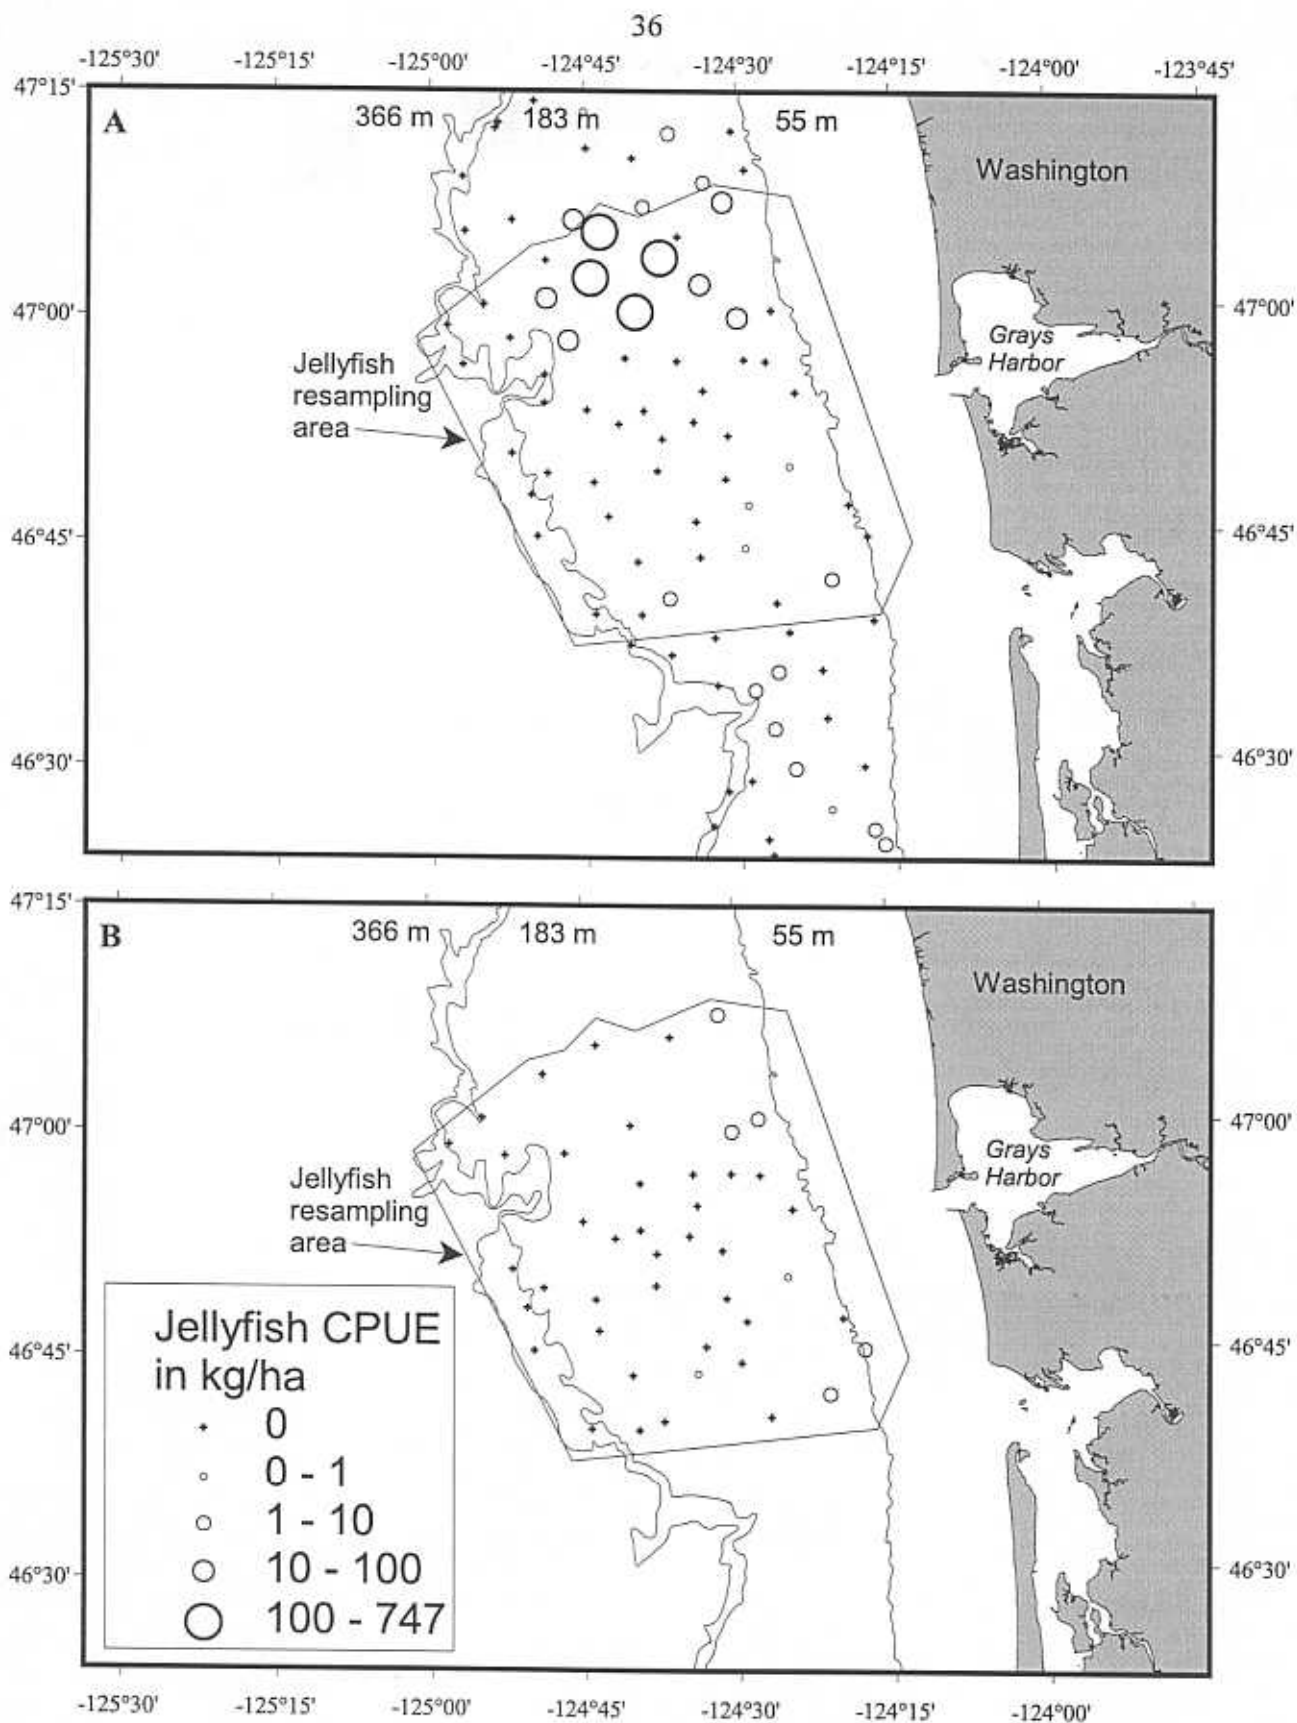 36
-125°30' -125°15' -125°00' -124°45' -124°30' -124°15' -124°00' -123°45'
47°15'
A
366 m 183 m 55 m
Washington
47°00' 47°00'
Grays
Harbor
Jellyfish
resampling
area
46°45' 46°45'
46°30' 46°30'
47°15'
B
366 m 183 m 55 m
Washington
47°00' 47°00'
Grays
Harbor
Jellyfish
resampling
area
46°45' 46°45'
Jellyfish CPUE
in kg/ha
0
0 - 1
1 - 10
10 - 100
100 - 747
46°30' 46°30'
-125°30' -125°15' -125°00' -124°45' -124°30' -124°15' -124°00'